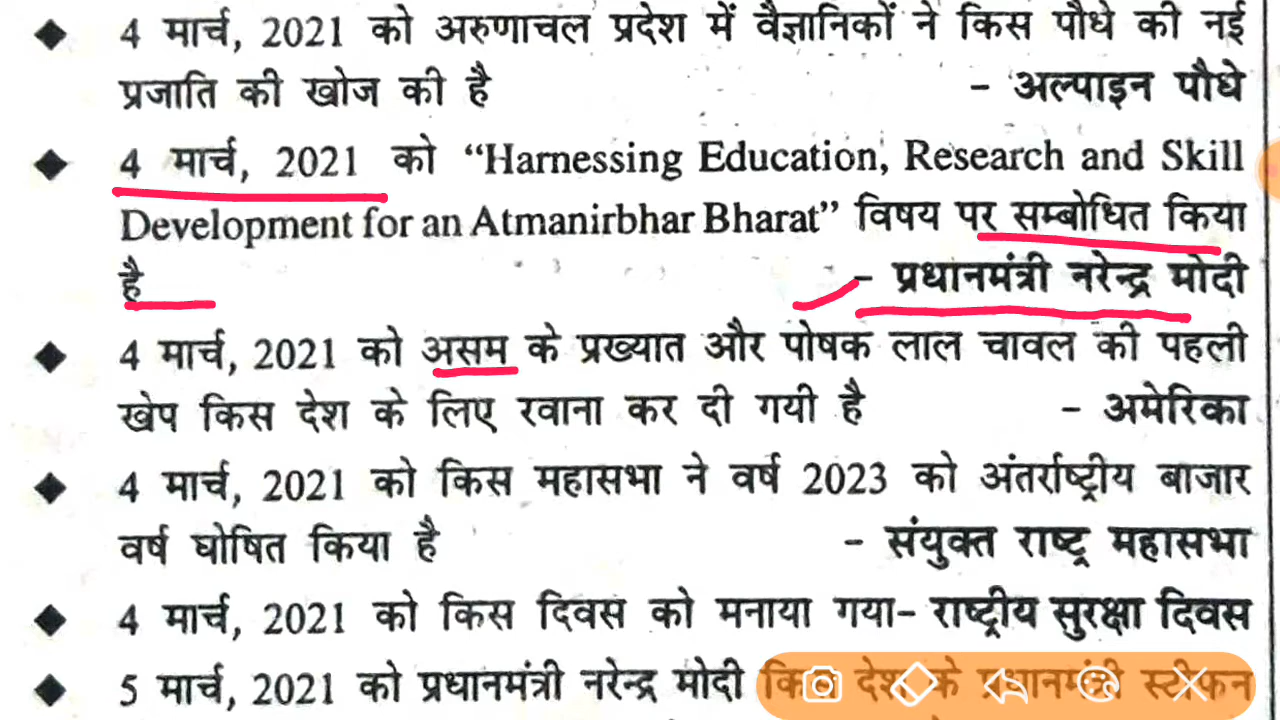 ◆ 4 मार्च, 2021 को अरुणाचल प्रदेश में वैज्ञानिकों ने किस पौधे की नई
प्रजाति की खोज की है - अल्पाइन पौधे
◆ 4 मार्च, 2021 को “Harnessing Education, Research and Skill
Development for an Atmanirbhar Bharat” विषय पर सम्बोधित किया
है - प्रधानमंत्री नरेन्द्र मोदी
◆ 4 मार्च, 2021 को असम के प्रख्यात और पोषक लाल चावल की पहली
खेप किस देश के लिए रवाना कर दी गयी है - अमेरिका
◆ 4 मार्च, 2021 को किस महासभा ने वर्ष 2023 को अंतर्राष्ट्रीय बाजार
वर्ष घोषित किया है - संयुक्त राष्ट्र महासभा
◆ 4 मार्च, 2021 को किस दिवस को मनाया गया- राष्ट्रीय सुरक्षा दिवस
◆ 5 मार्च, 2021 को प्रधानमंत्री नरेन्द्र मोदी किस देश के प्रधानमंत्री स्टीफन